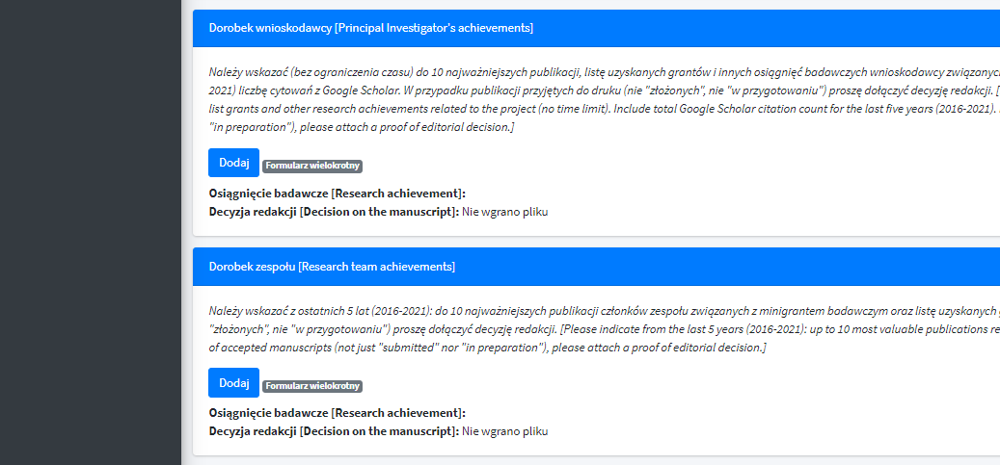 Dorobek wnioskodawcy [Principal Investigator's achievements]
Należy wskazać (bez ograniczenia czasu) do 10 najważniejszych publikacji, listę uzyskanych grantów i innych osiągnięć badawczych wnioskodawcy związanych
2021) liczbę cytowań z Google Scholar. W przypadku publikacji przyjętych do druku (nie "złożonych", nie "w przygotowaniu") proszę dołączyć decyzję redakcji. [
list grants and other research achievements related to the project (no time limit). Include total Google Scholar citation count for the last five years (2016-2021).
"in preparation"), please attach a proof of editorial decision.]
Dodaj Formularz wielokrotny
Osiągnięcie badawcze [Research achievement]:
Decyzja redakcji [Decision on the manuscript]: Nie wgrano pliku
Dorobek zespołu [Research team achievements]
Należy wskazać z ostatnich 5 lat (2016-2021): do 10 najważniejszych publikacji członków zespołu związanych z minigrantem badawczym oraz listę uzyskanych
"złożonych", nie "w przygotowaniu") proszę dołączyć decyzję redakcji. [Please indicate from the last 5 years (2016-2021): up to 10 most valuable publications re
of accepted manuscripts (not just "submitted" nor "in preparation"), please attach a proof of editorial decision.]
Dodaj Formularz wielokrotny
Osiągnięcie badawcze [Research achievement]:
Decyzja redakcji [Decision on the manuscript]: Nie wgrano pliku